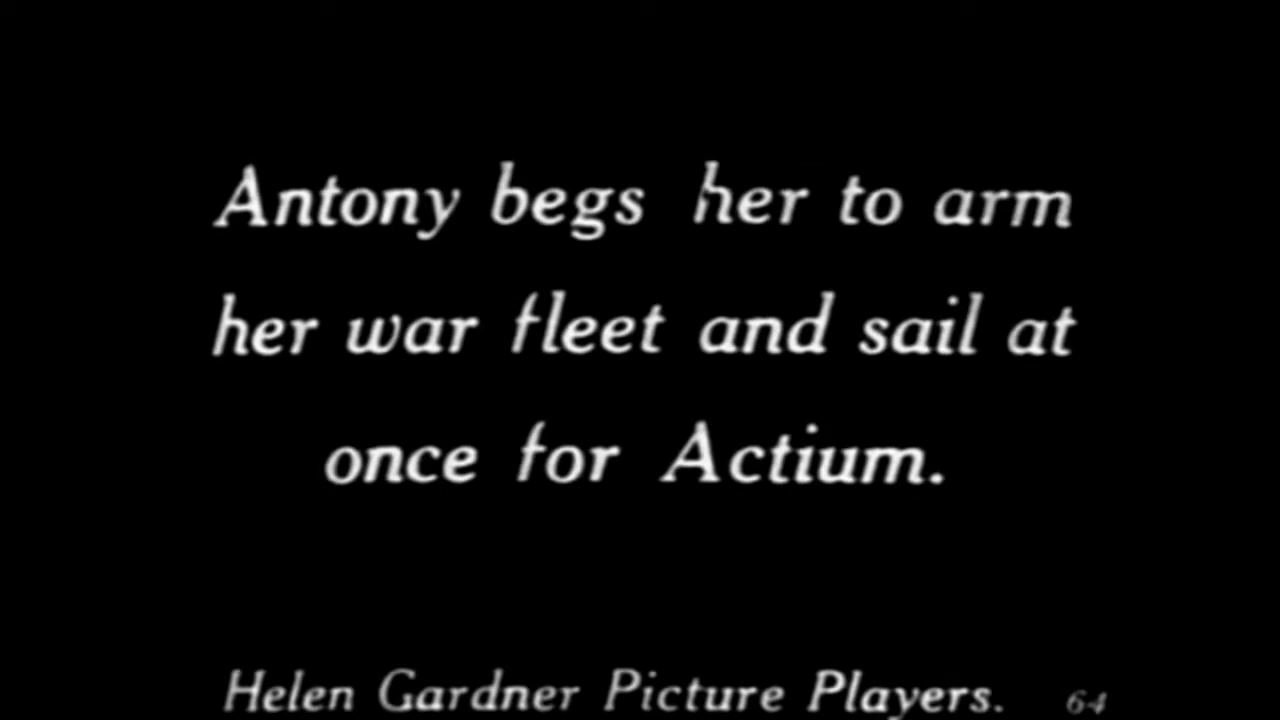 Antony begs her to arm
her war fleet and sail at
once for Actium.
Helen Gardner Picture Players. 64